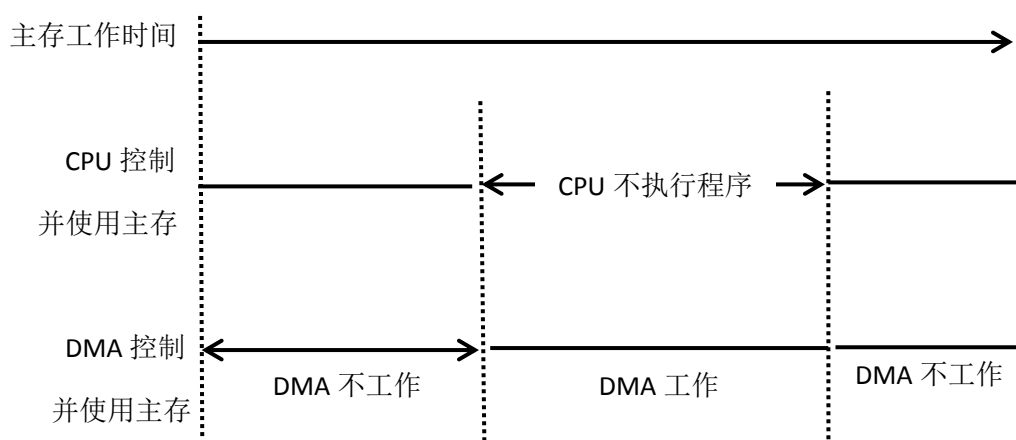 主存工作时间
CPU 控制
并使用主存
CPU 不执行程序
DMA 控制
并使用主存
DMA 不工作
DMA 工作
DMA 不工作